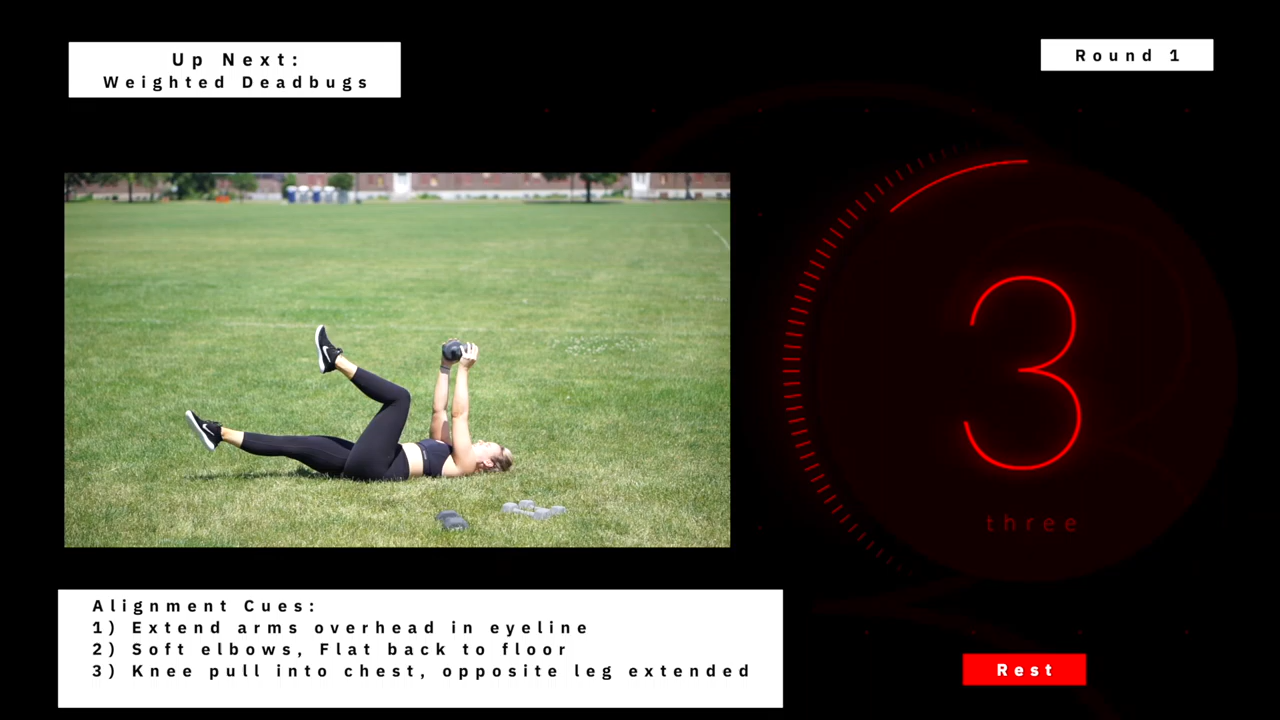 Up Next:
Weighted Deadbugs
Round 1
3
three
Alignment Cues:
1) Extend arms overhead in eyeline
2) Soft elbows, Flat back to floor
3) Knee pull into chest, opposite leg extended
Rest